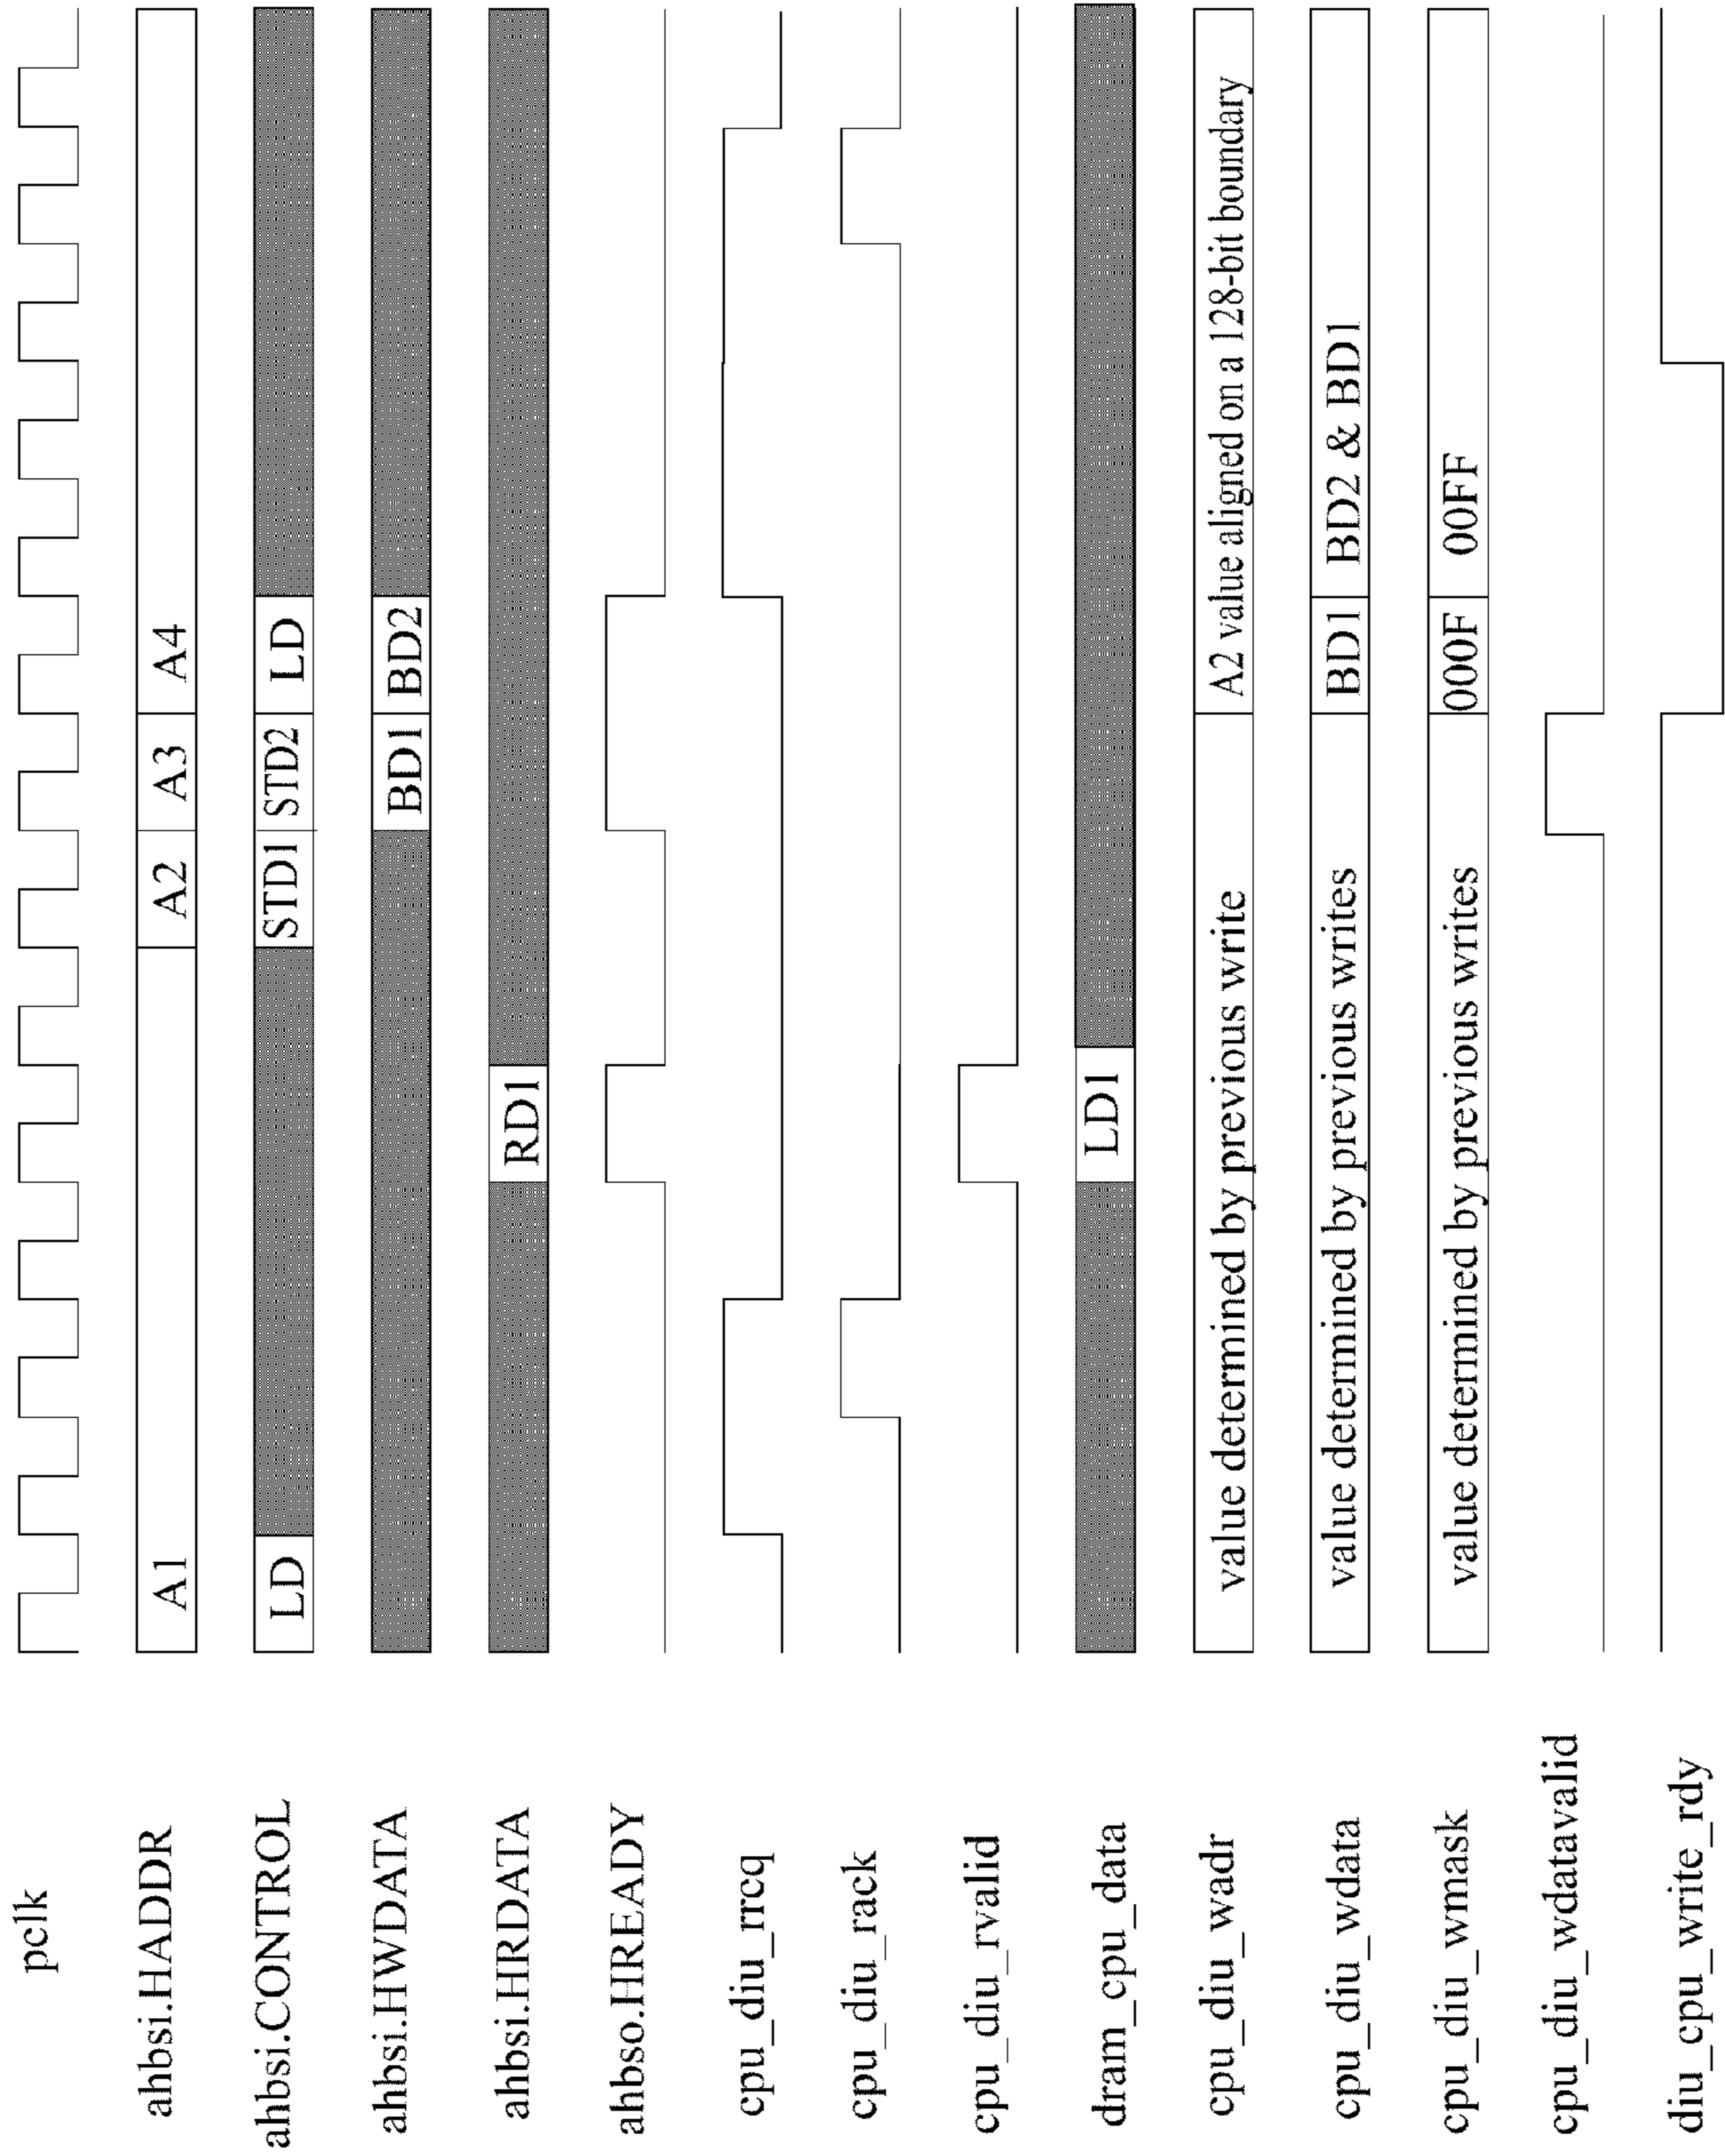 pclk
ahbsi.HADDR A1 A2 A3 A4
ahbsi.CONTROL LD STD1 STD2 LD
ahbsi.HWDATA BD1 BD2
ahbsi.HRDATA RD1
ahbso.HREADY
cpu_diu_rrcq
cpu_diu_rack
cpu_diu_rvalid
dram_cpu_data LD1
cpu_diu_wadr value determined by previous write A2 value aligned on a 128-bit boundary
cpu_diu_wdata value determined by previous writes BD1 BD2 & BD1
cpu_diu_wmask value determined by previous writes 000F 00FF
cpu_diu_wdatavalid
diu_cpu_write_rdy